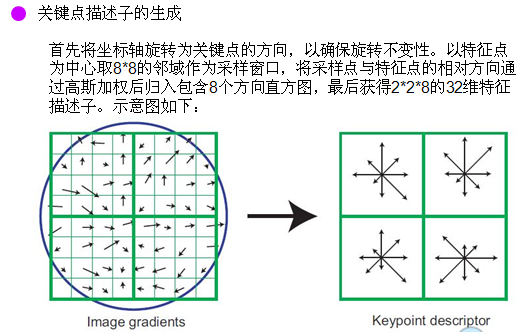 关键点描述子的生成
首先将坐标轴旋转为关键点的方向，以确保旋转不变性。以特征点
为中心取8*8的邻域作为采样窗口，将采样点与特征点的相对方向通
过高斯加权后归入包含8个方向直方图，最后获得2*2*8的32维特征
描述子。示意图如下：
Image gradients
Keypoint descriptor